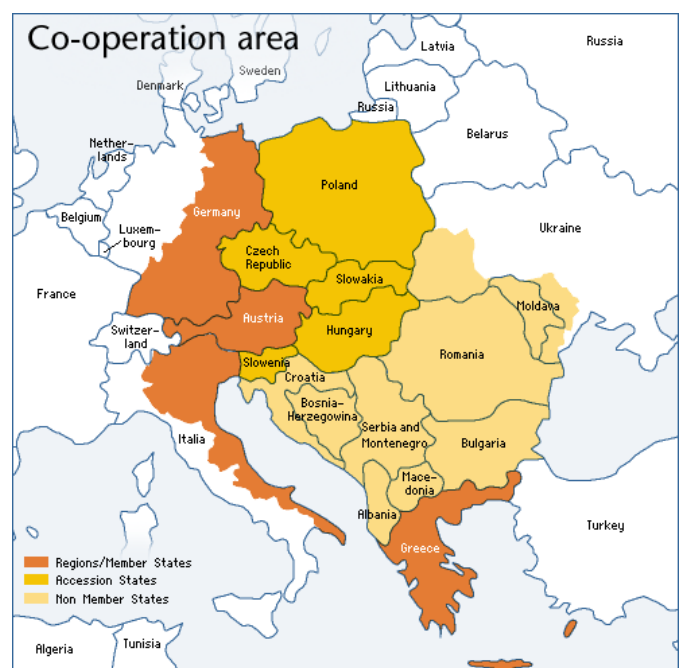 Co-operation area
Latvia
Russia
Sweden
Denmark
Lithuania
Russia
Belarus
Nether-
lands
Poland
Belgium
Germany
Luxem-
bourg
Ukraine
Czech
Republic
Slowakia
France
Moldava
Austria
Switzer-
land
Hungary
Romania
Slowenia
Croatia
Bosnia-
Herzegowina
Serbia and
Montenegro
Italia
Bulgaria
Mace-
donia
Albania
Turkey
Greece
Regions/Member States
Accession States
Non Member States
Algeria
Tunisia